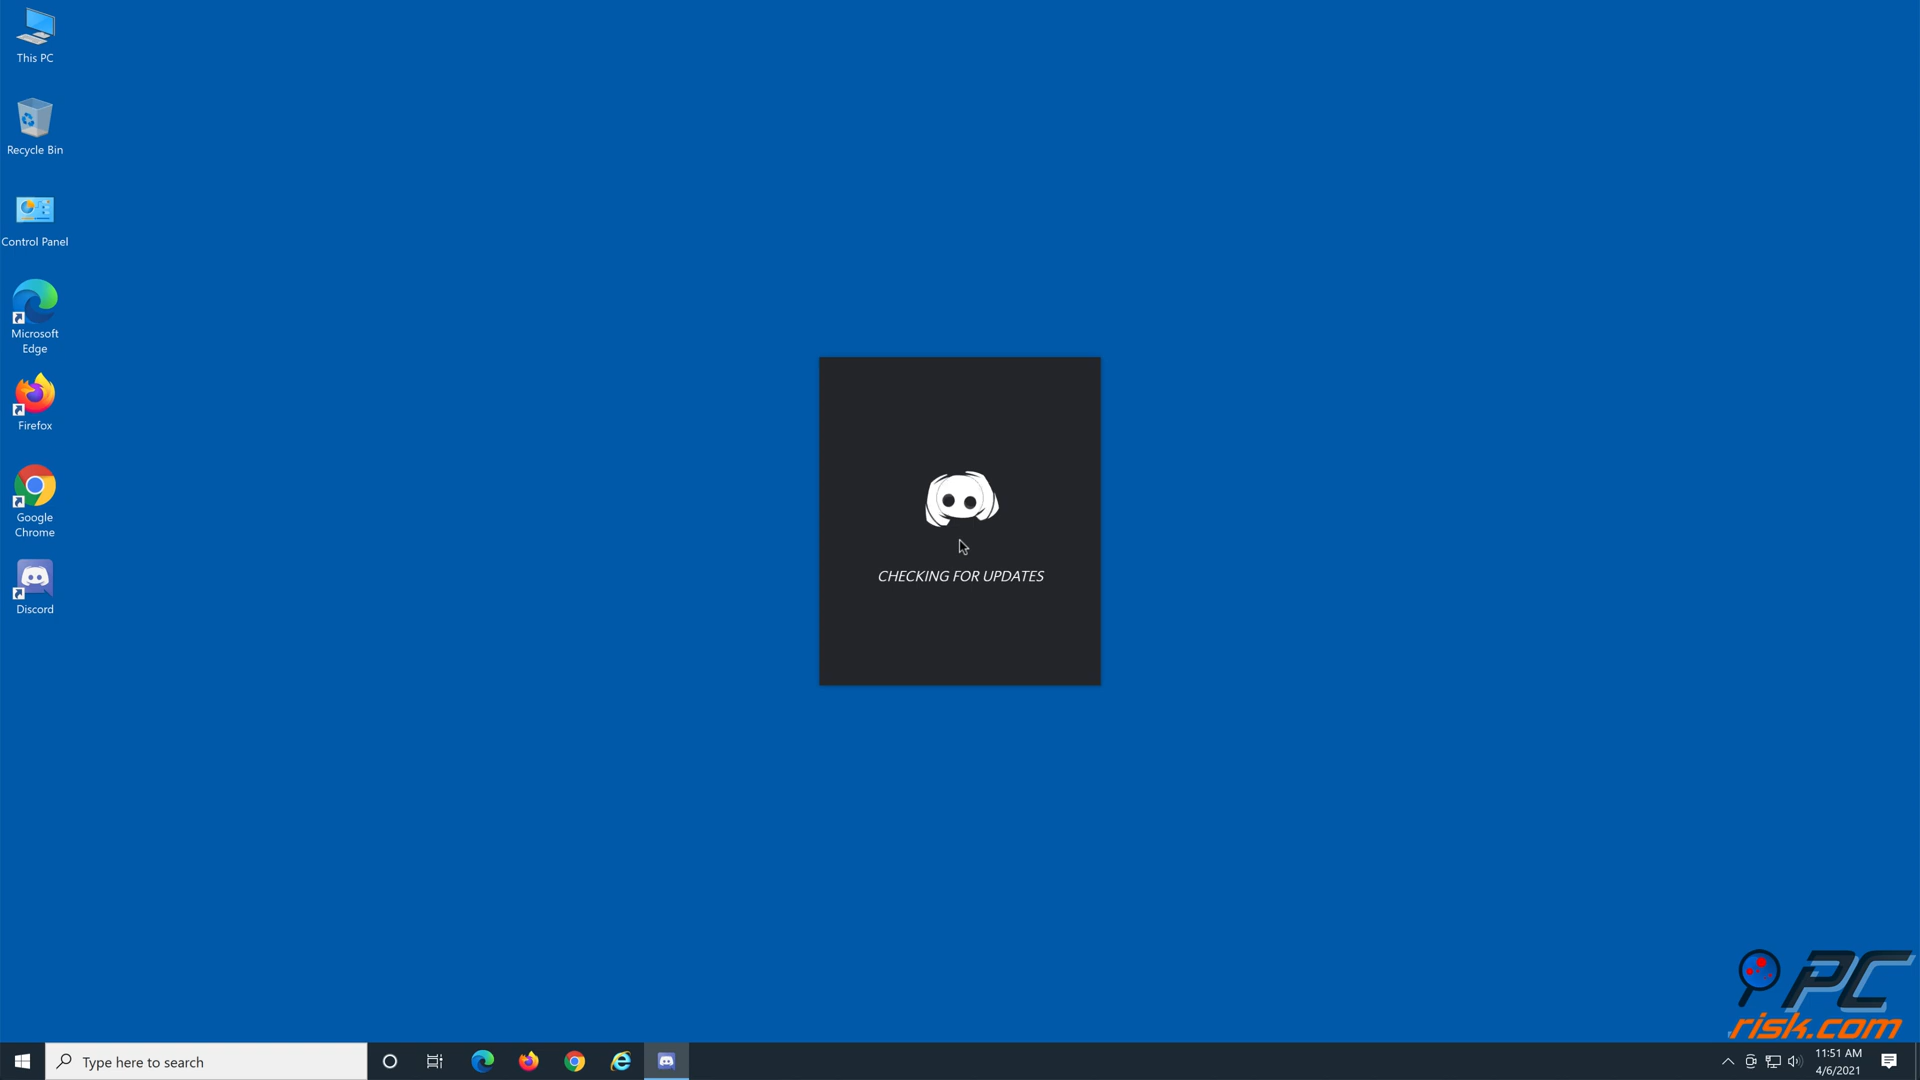 This PC
Recycle Bin
Control Panel
Microsoft
Edge
Firefox
Google
Chrome
Discord
CHECKING FOR UPDATES
PC
risk.com
Type here to search
11:51 AM
4/6/2021